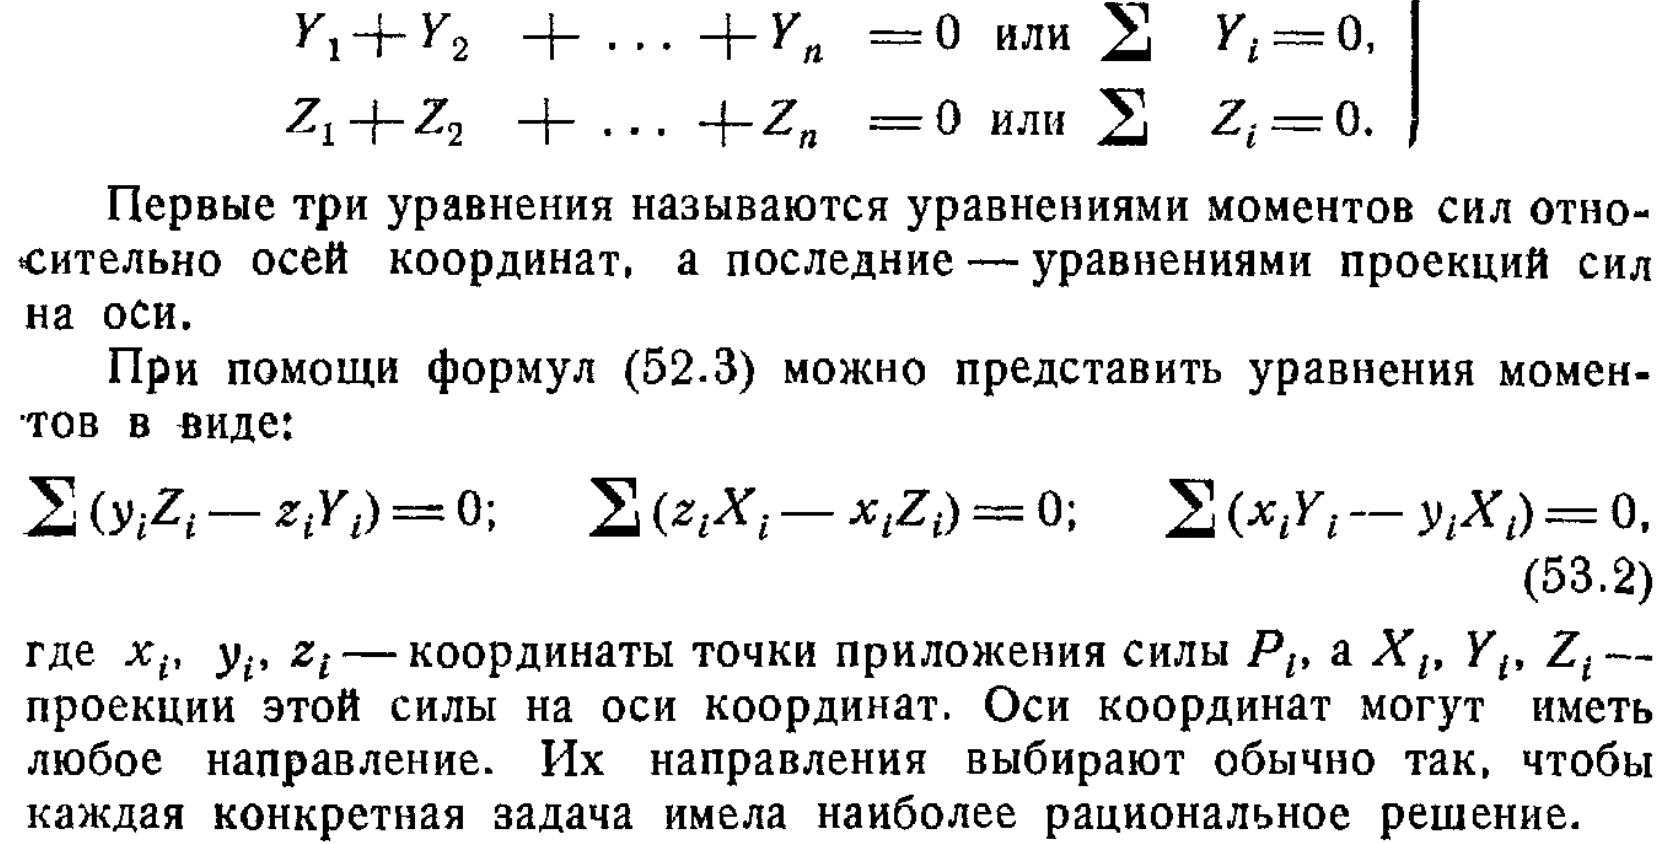 Y₁+Y₂ + ... +Yₙ =0 или ∑ Yᵢ=0,
Z₁+Z₂ + ... +Zₙ =0 или ∑ Zᵢ=0.
Первые три уравнения называются уравнениями моментов сил отно-
сительно осей координат, а последние — уравнениями проекций сил
на оси.
При помощи формул (52.3) можно представить уравнения момен-
тов в виде:
∑(yᵢZᵢ — zᵢYᵢ)=0; ∑(zᵢXᵢ — xᵢZᵢ)=0; ∑(xᵢYᵢ — yᵢXᵢ)=0,
(53.2)
где xᵢ, yᵢ, zᵢ — координаты точки приложения силы Pᵢ, а Xᵢ, Yᵢ, Zᵢ —
проекции этой силы на оси координат. Оси координат могут иметь
любое направление. Их направления выбирают обычно так, чтобы
каждая конкретная задача имела наиболее рациональное решение.